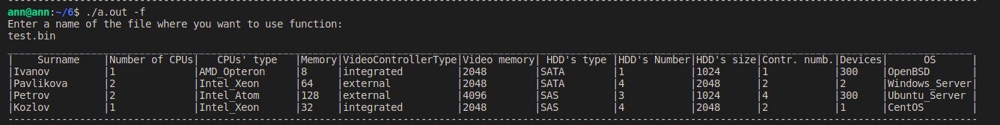 ann@ann:~/6$ ./a.out -f
Enter a name of the file where you want to use function:
test.bin
| Surname |Number of CPUs| CPUs' type |Memory|VideoControllerType|Video memory| HDD's type |HDD's Number|HDD's size|Contr. numb.|Devices| OS |
|Ivanov |1 |AMD_Opteron |8 |integrated |2048 |SATA |1 |1024 |1 |300 |OpenBSD |
|Pavlikova |2 |Intel_Xeon |64 |external |2048 |SATA |4 |2048 |2 |2 |Windows_Server|
|Petrov |2 |Intel_Atom |128 |external |4096 |SAS |3 |1024 |4 |300 |Ubuntu_Server |
|Kozlov |1 |Intel_Xeon |32 |integrated |2048 |SAS |4 |2048 |2 |1 |CentOS |